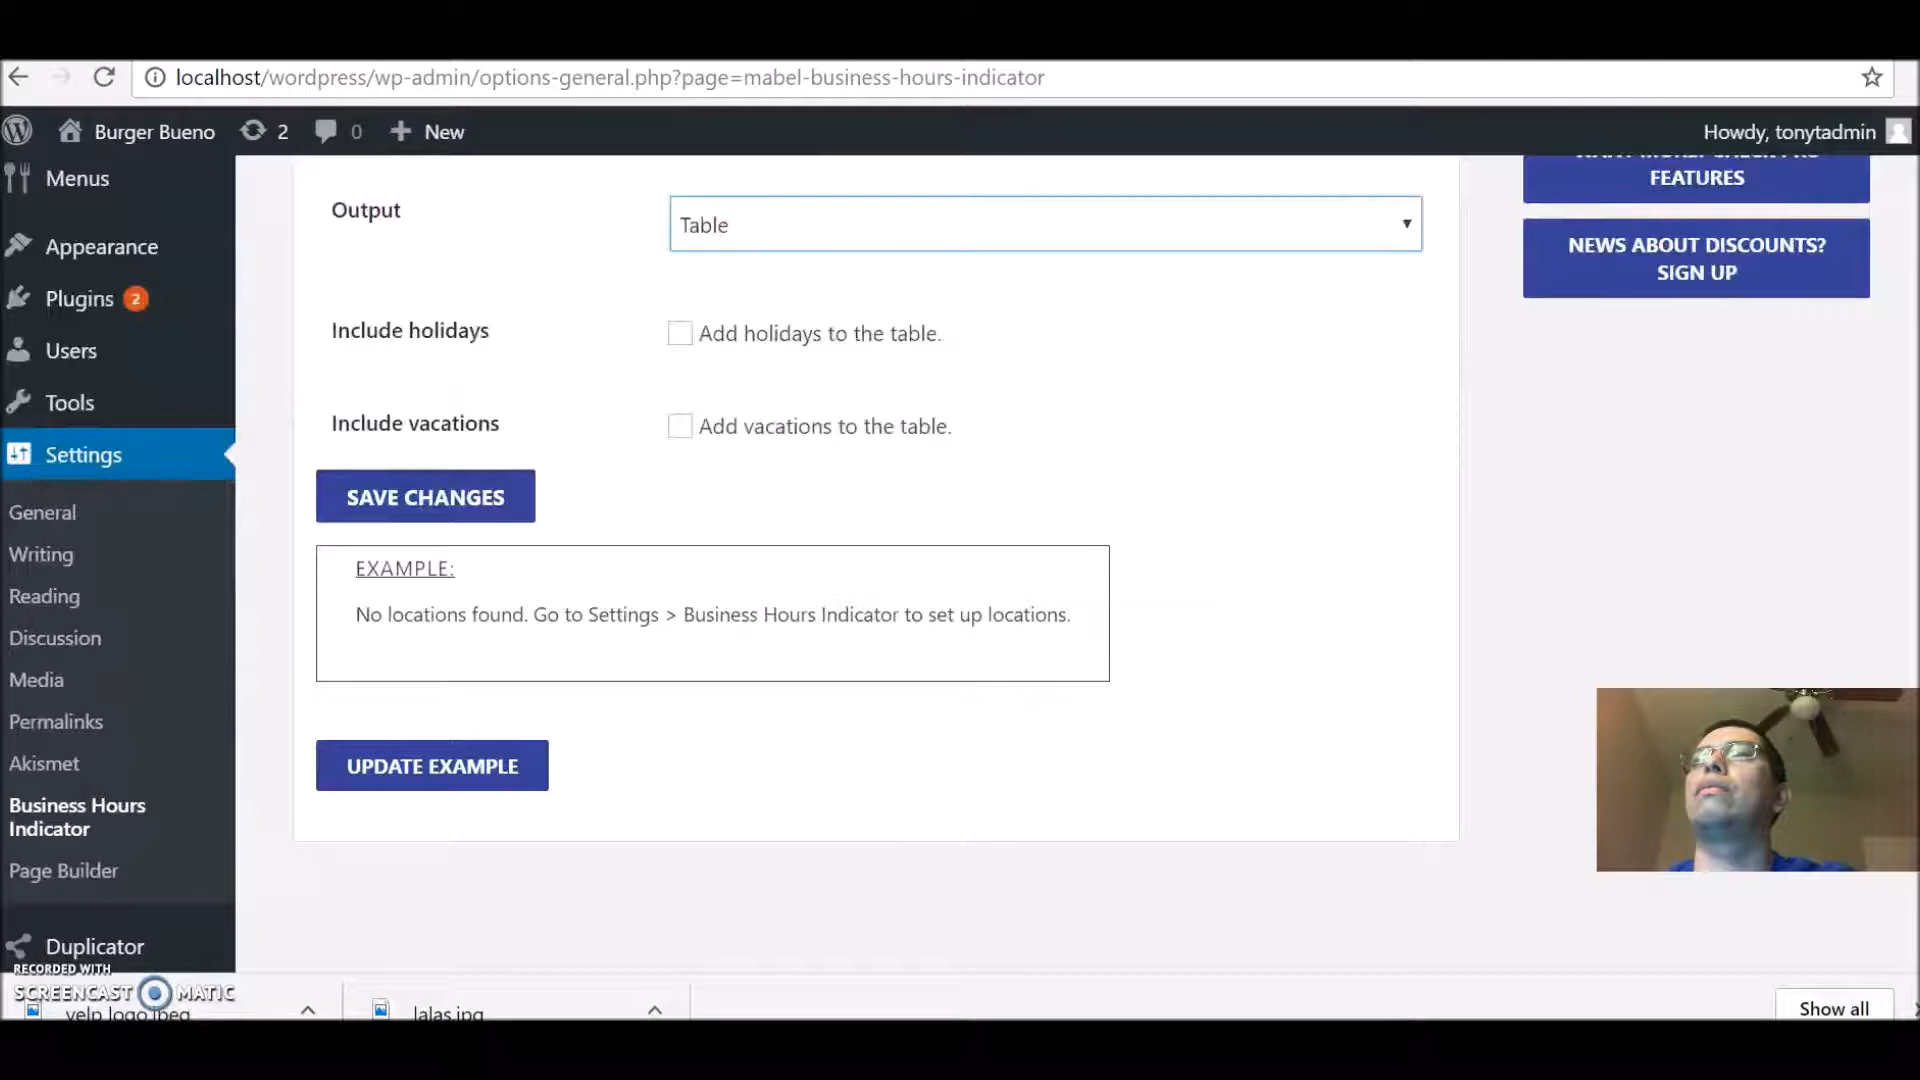 localhost/wordpress/wp-admin/options-general.php?page=mabel-business-hours-indicator
Burger Bueno 2 0 New
Howdy, tonytadmin
Menus
Appearance
Plugins 2
Users
Tools
Settings
General
Writing
Reading
Discussion
Media
Permalinks
Akismet
Business Hours
Indicator
Page Builder
Duplicator
Output
Table
Include holidays
Add holidays to the table.
Include vacations
Add vacations to the table.
SAVE CHANGES
EXAMPLE:
No locations found. Go to Settings > Business Hours Indicator to set up locations.
UPDATE EXAMPLE
FEATURES
NEWS ABOUT DISCOUNTS?
SIGN UP
RECORDED WITH
SCREENCAST MATIC
yelp logo.jpeg
lalas.jpg
Show all